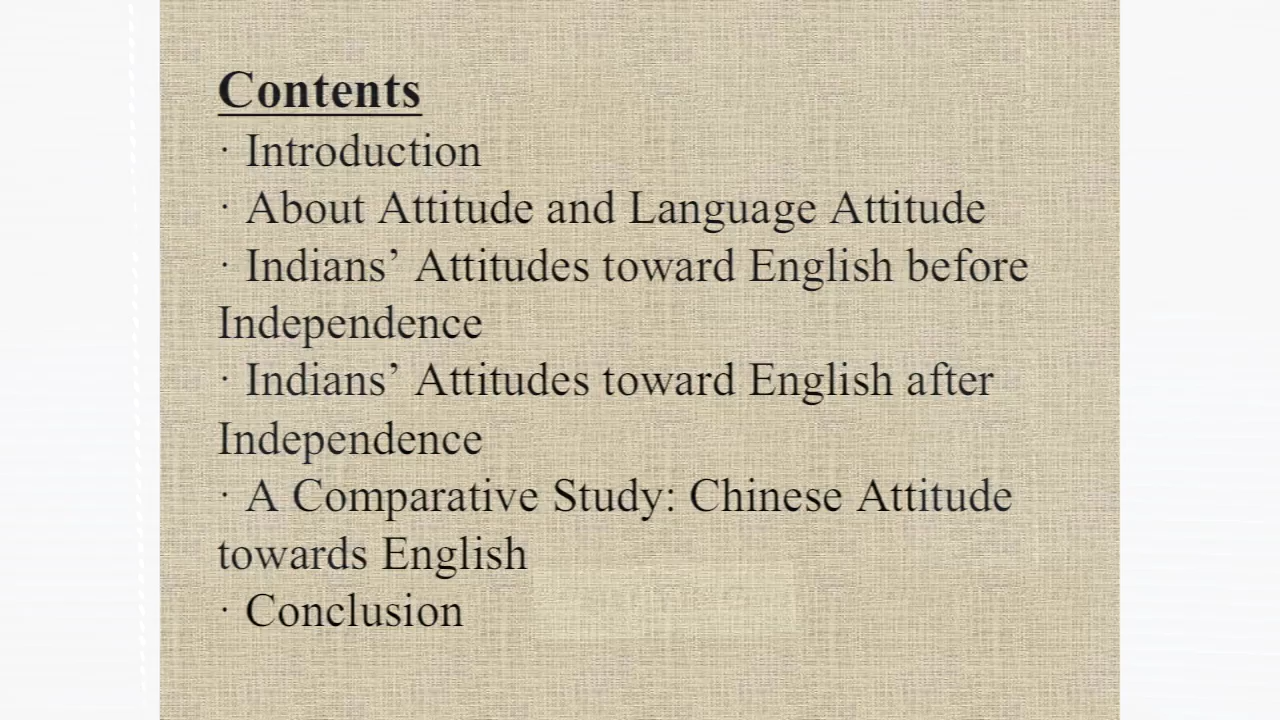 Contents
· Introduction
· About Attitude and Language Attitude
· Indians’ Attitudes toward English before
Independence
· Indians’ Attitudes toward English after
Independence
· A Comparative Study: Chinese Attitude
towards English
· Conclusion